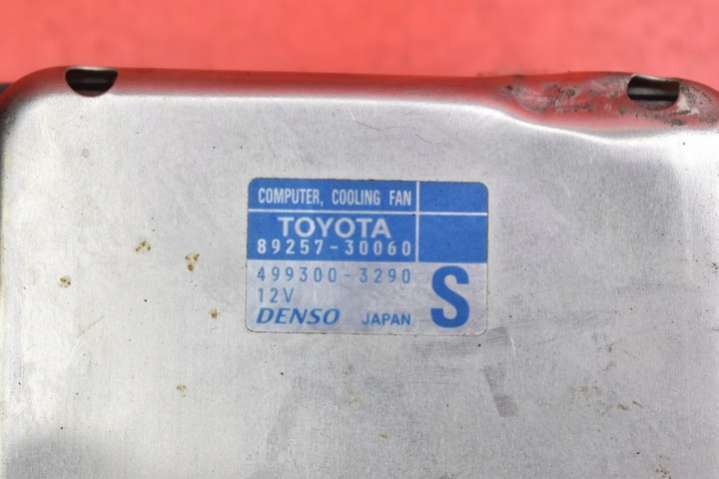 COMPUTER, COOLING FAN
TOYOTA
89257-30060
499300-3290
12V
DENSO JAPAN S